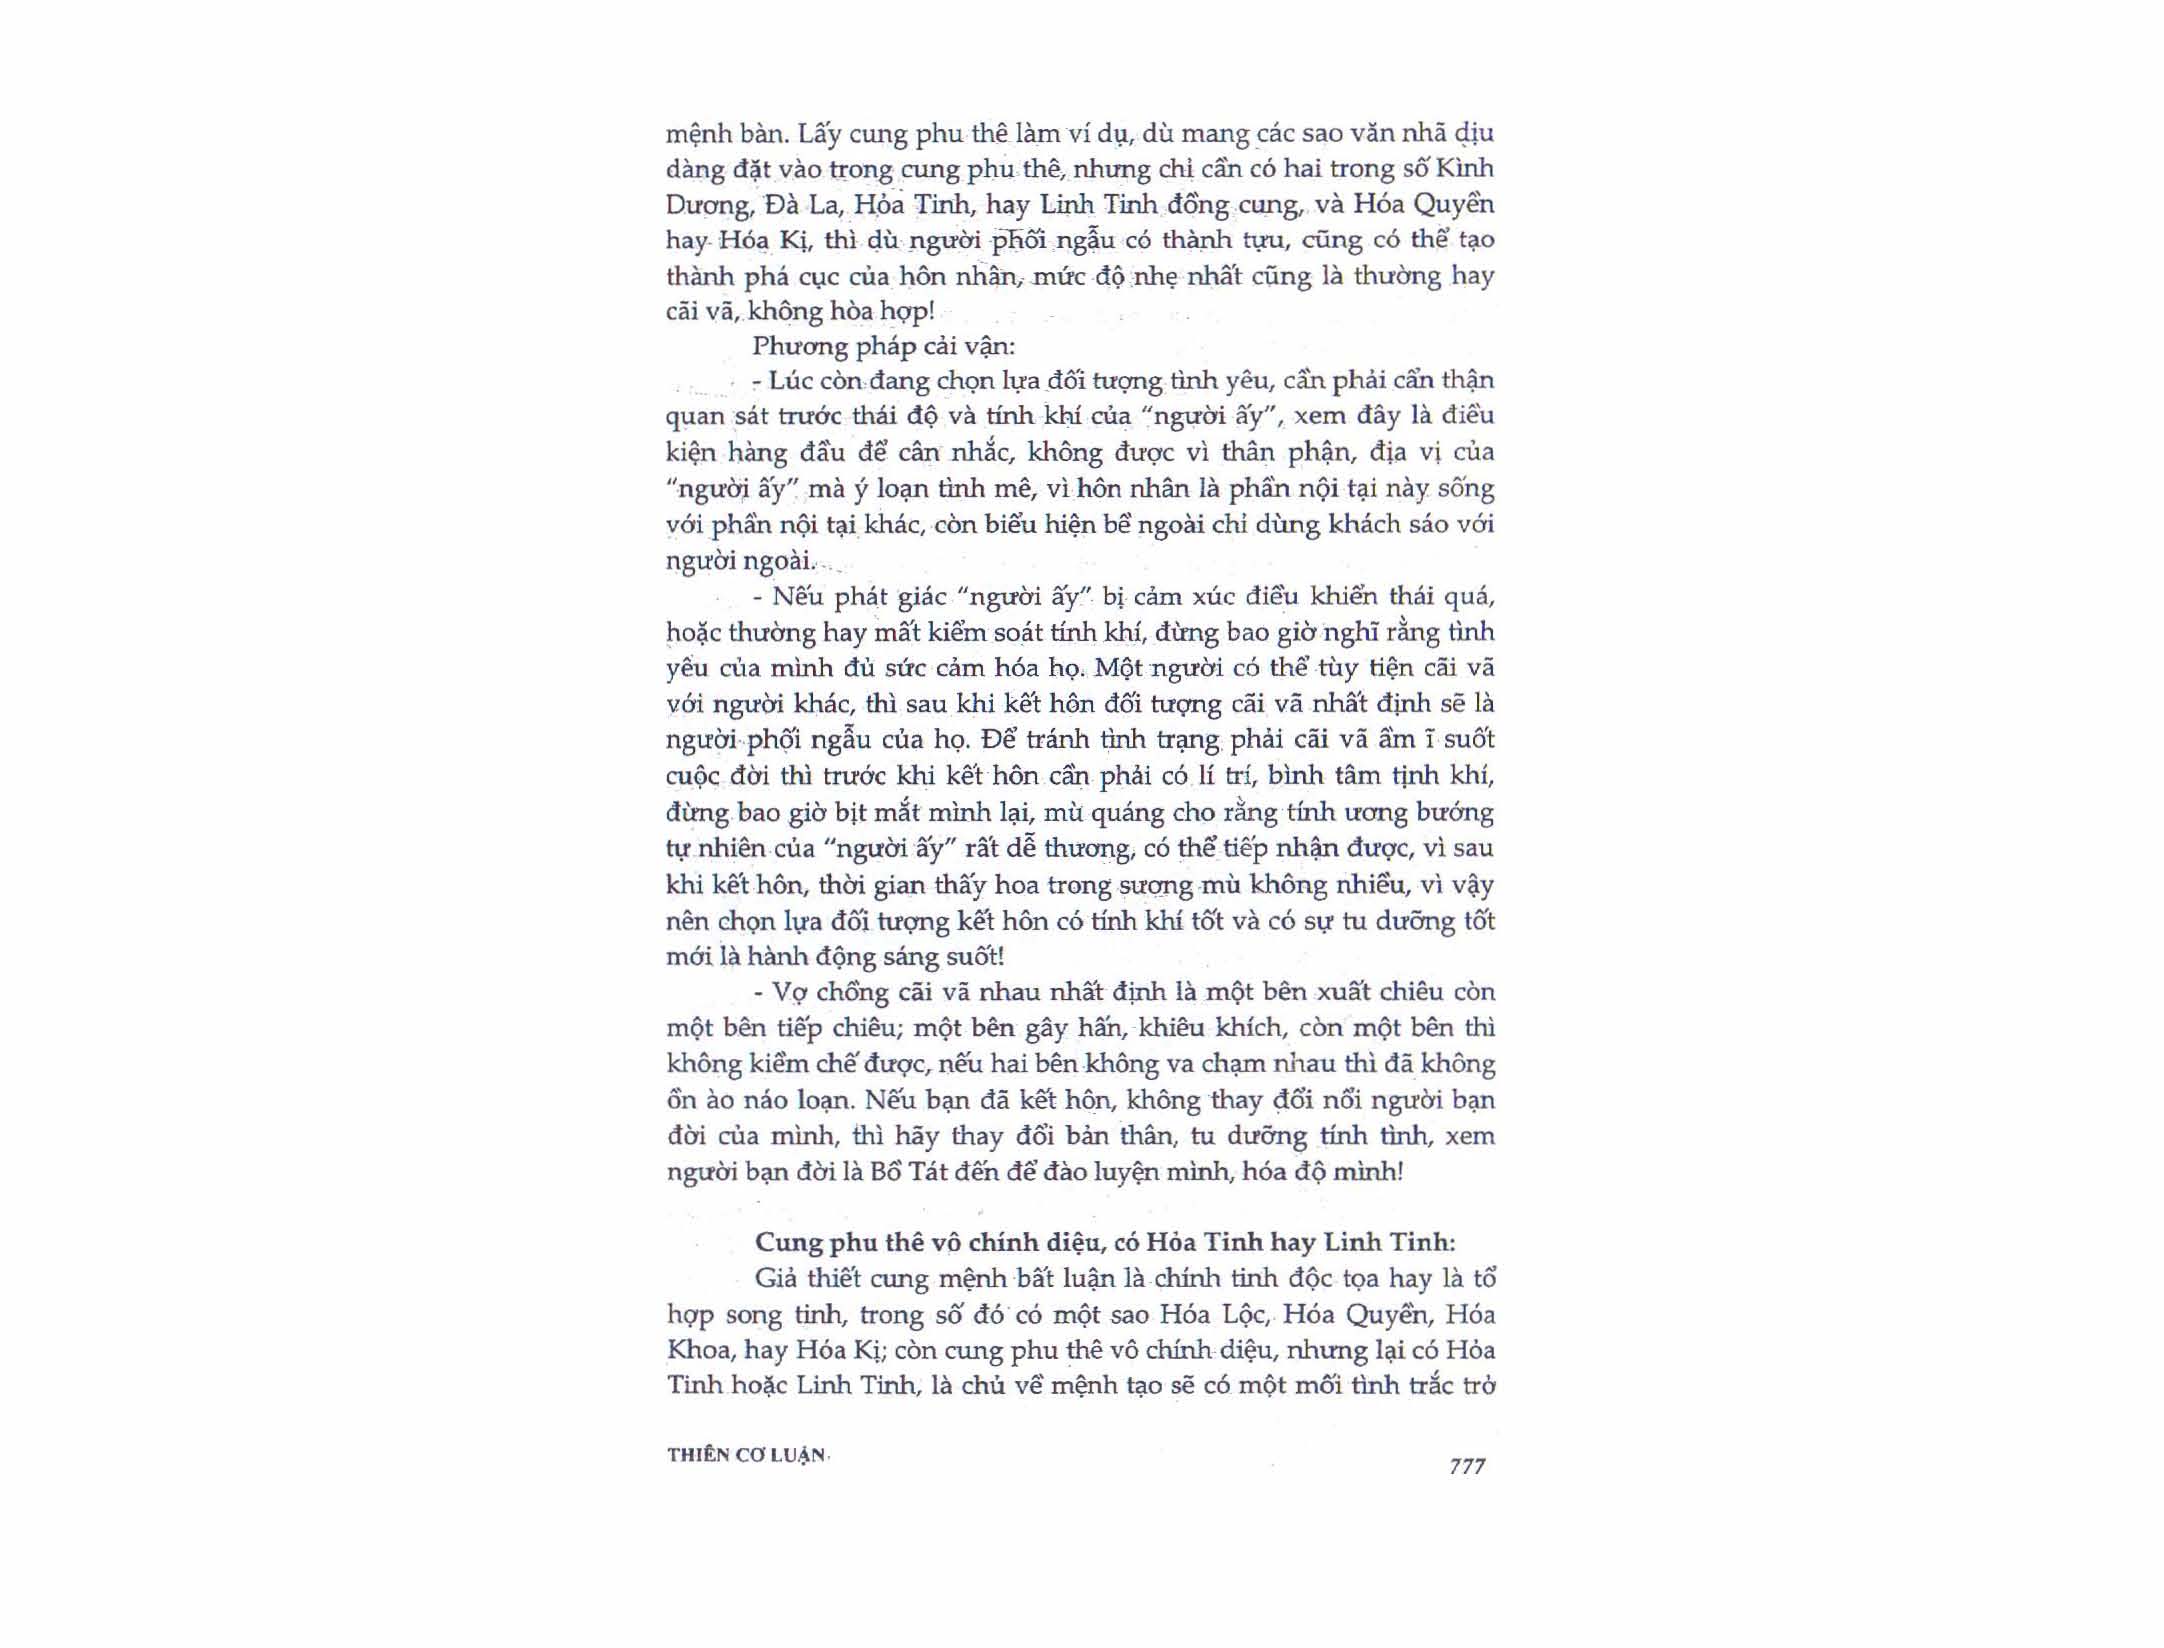 mệnh bàn. Lấy cung phu thê làm ví dụ, dù mang các sao văn nhã dịu
dàng đặt vào trong cung phu thê, nhưng chỉ cần có hai trong số Kình
Dương, Đà La, Hỏa Tinh, hay Linh Tinh đồng cung, và Hóa Quyền
hay Hóa Kị, thì dù người phối ngẫu có thành tựu, cũng có thể tạo
thành phá cục của hôn nhân, mức độ nhẹ nhất cũng là thường hay
cãi vã, không hòa hợp!
Phương pháp cải vận:
- Lúc còn đang chọn lựa đối tượng tình yêu, cần phải cẩn thận
quan sát trước thái độ và tính khí của "người ấy", xem đây là điều
kiện hàng đầu để cân nhắc, không được vì thân phận, địa vị của
"người ấy" mà ý loạn tình mê, vì hôn nhân là phần nội tại này sống
với phần nội tại khác, còn biểu hiện bề ngoài chỉ dùng khách sáo với
người ngoài.
- Nếu phát giác "người ấy" bị cảm xúc điều khiển thái quá,
hoặc thường hay mất kiểm soát tính khí, đừng bao giờ nghĩ rằng tình
yêu của mình đủ sức cảm hóa họ. Một người có thể tùy tiện cãi vã
với người khác, thì sau khi kết hôn đối tượng cãi vã nhất định sẽ là
người phối ngẫu của họ. Để tránh tình trạng phải cãi vã ầm ĩ suốt
cuộc đời thì trước khi kết hôn cần phải có lí trí, bình tâm tịnh khí,
đừng bao giờ bịt mắt mình lại, mù quáng cho rằng tính ương bướng
tự nhiên của "người ấy" rất dễ thương, có thể tiếp nhận được, vì sau
khi kết hôn, thời gian thấy hoa trong sương mù không nhiều, vì vậy
nên chọn lựa đối tượng kết hôn có tính khí tốt và có sự tu dưỡng tốt
mới là hành động sáng suốt!
- Vợ chồng cãi vã nhau nhất định là một bên xuất chiêu còn
một bên tiếp chiêu; một bên gây hấn, khiêu khích, còn một bên thì
không kiềm chế được, nếu hai bên không va chạm nhau thì đã không
ồn ào náo loạn. Nếu bạn đã kết hôn, không thay đổi nổi người bạn
đời của mình, thì hãy thay đổi bản thân, tu dưỡng tính tình, xem
người bạn đời là Bồ Tát đến để đào luyện mình, hóa độ mình!
Cung phu thê vô chính diệu, có Hỏa Tinh hay Linh Tinh:
Giả thiết cung mệnh bất luận là chính tinh độc tọa hay là tổ
hợp song tinh, trong số đó có một sao Hóa Lộc, Hóa Quyền, Hóa
Khoa, hay Hóa Kị; còn cung phu thê vô chính diệu, nhưng lại có Hỏa
Tinh hoặc Linh Tinh, là chủ về mệnh tạo sẽ có một mối tình trắc trở
THIÊN CƠ LUẬN
777